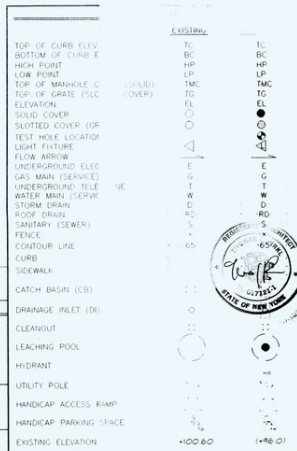 EXISTING
TOP OF CURB ELEV. TC TC
BOTTOM OF CURB E BC BC
HIGH POINT HP HP
LOW POINT LP LP
TOP OF MANHOLE C (SOLID) TMC TMC
TOP OF GRATE (SLO COVER) TG TG
ELEVATION EL EL
SOLID COVER
SLOTTED COVER (GR
TEST HOLE LOCATION
LIGHT FIXTURE
FLOW ARROW
UNDERGROUND ELEC E E
GAS MAIN (SERVICE) G G
UNDERGROUND TELE NE T T
WATER MAIN (SERVIC W W
STORM DRAIN D D
ROOF DRAIN RD RD
SANITARY (SEWER) S S
FENCE
CONTOUR LINE 65 65
CURB
SIDEWALK
CATCH BASIN (CB)
DRAINAGE INLET (DI)
CLEANOUT
LEACHING POOL
HYDRANT
UTILITY POLE
HANDICAP ACCESS RAMP
HANDICAP PARKING SPACE
EXISTING ELEVATION +100.60 (+96.0)
REGISTERED ARCHITECT
STATE OF NEW YORK